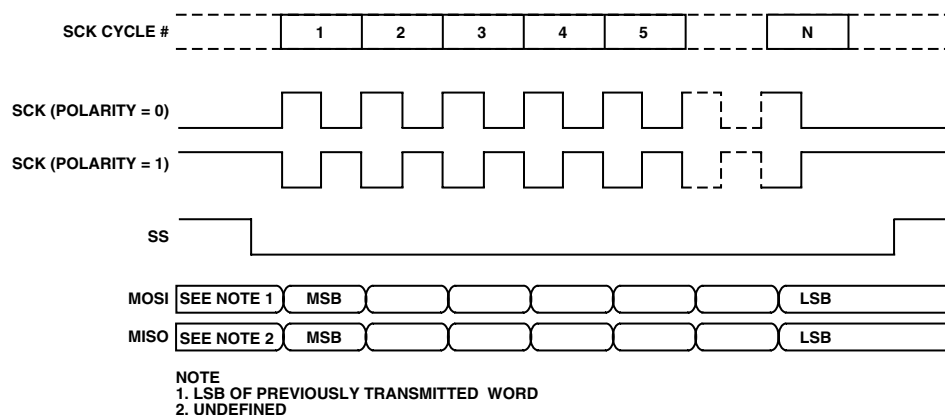 SCK CYCLE # 1 2 3 4 5 N
SCK (POLARITY = 0)
SCK (POLARITY = 1)
SS
MOSI SEE NOTE 1 MSB LSB
MISO SEE NOTE 2 MSB LSB
NOTE
1. LSB OF PREVIOUSLY TRANSMITTED WORD
2. UNDEFINED